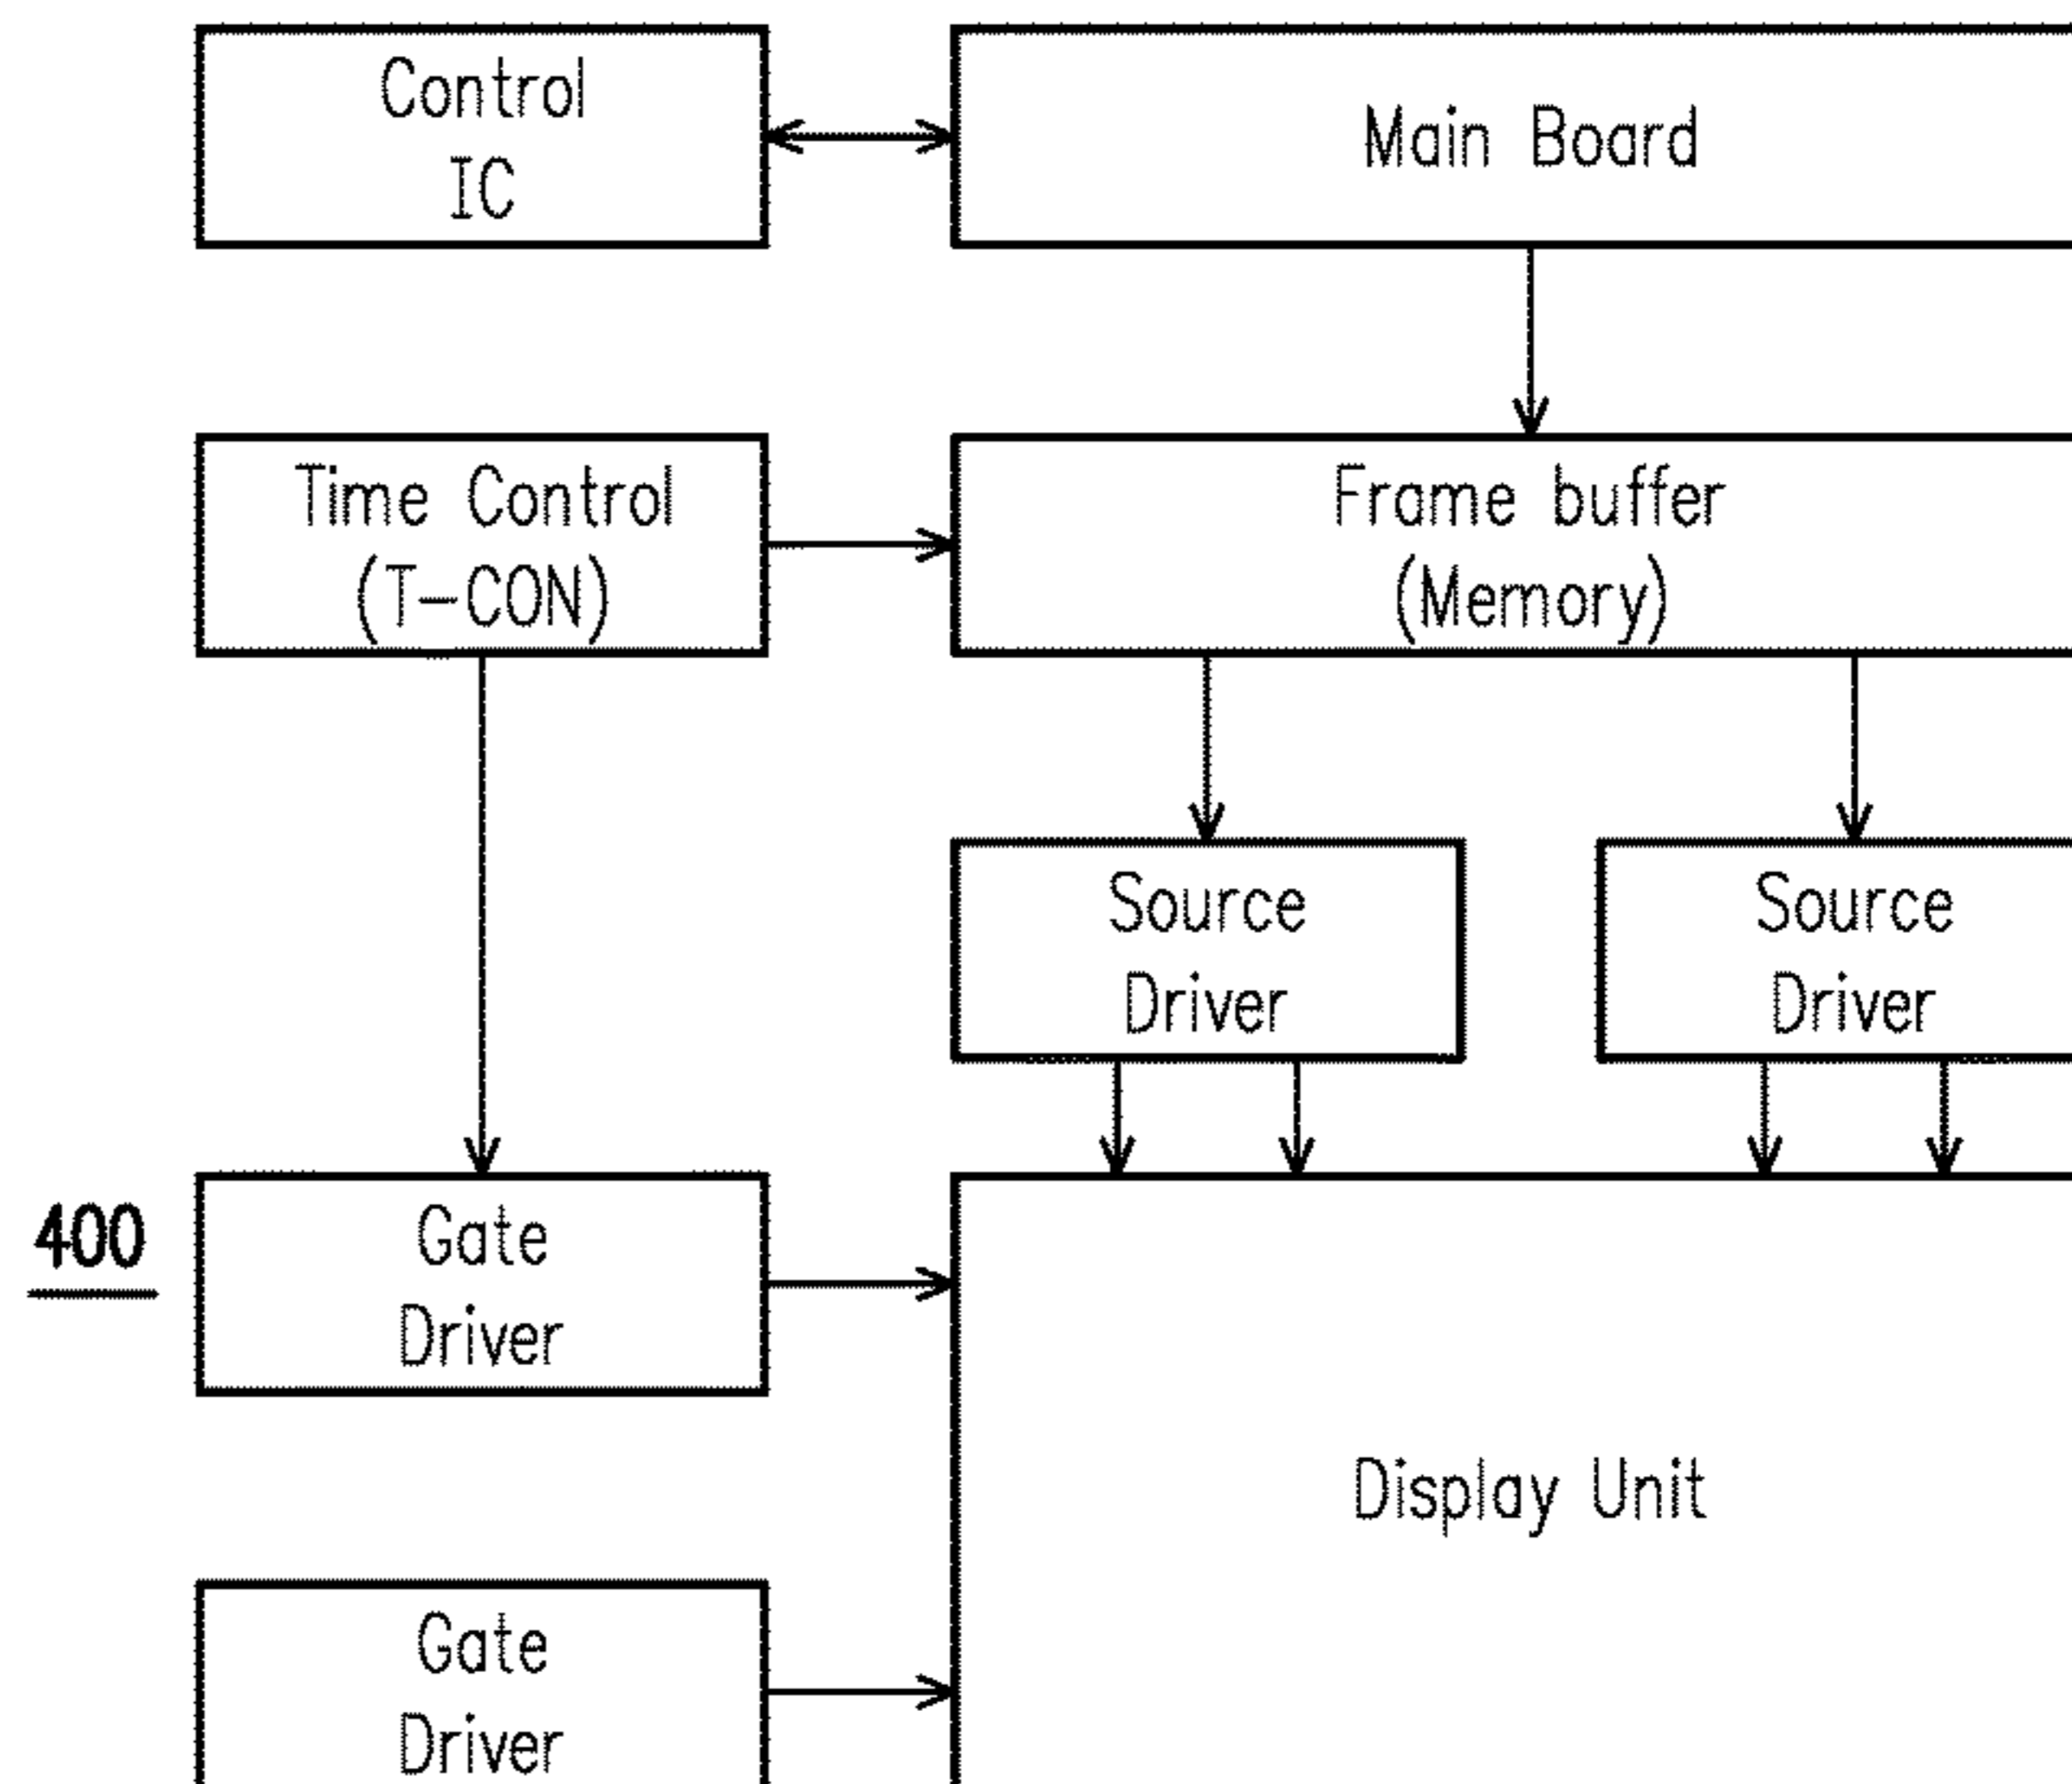 Control
IC
Main Board
Time Control
(T-CON)
Frame buffer
(Memory)
Source
Driver
Source
Driver
400
Gate
Driver
Display Unit
Gate
Driver